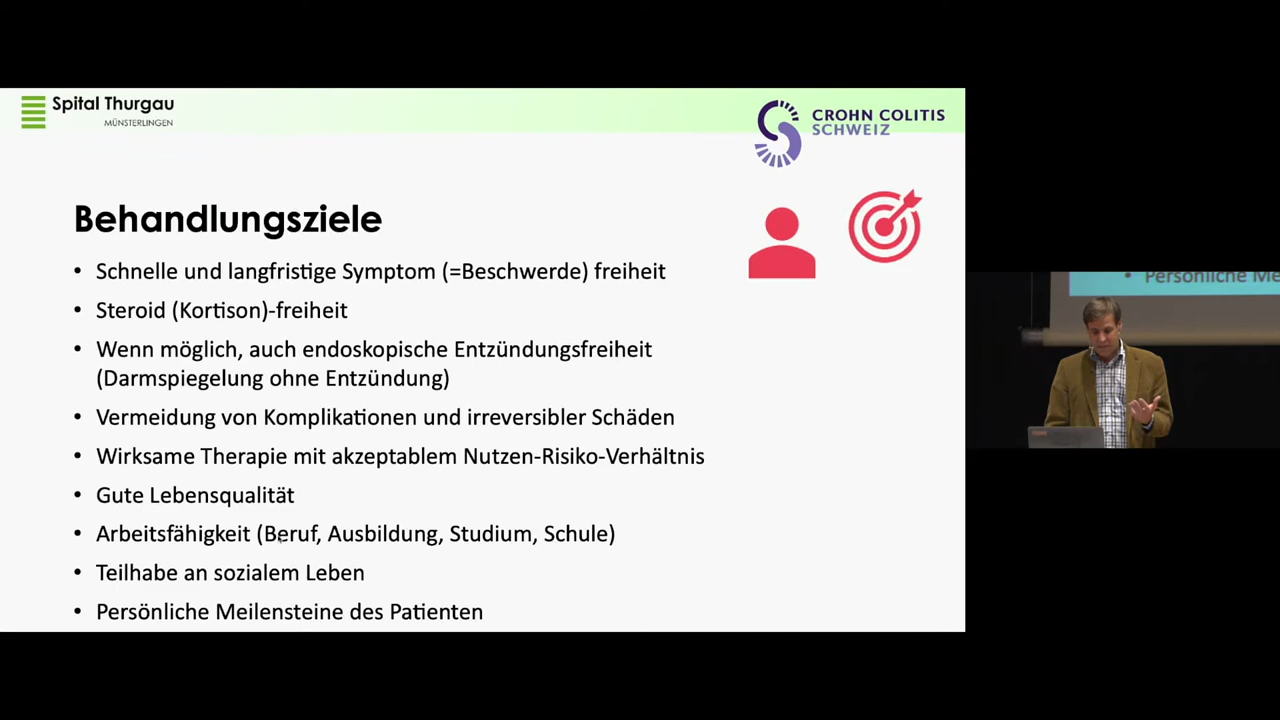 Spital Thurgau
MÜNSTERLINGEN
CROHN COLITIS
SCHWEIZ
Behandlungsziele
• Schnelle und langfristige Symptom (=Beschwerde) freiheit
• Steroid (Kortison)-freiheit
• Wenn möglich, auch endoskopische Entzündungsfreiheit
(Darmspiegelung ohne Entzündung)
• Vermeidung von Komplikationen und irreversibler Schäden
• Wirksame Therapie mit akzeptablem Nutzen-Risiko-Verhältnis
• Gute Lebensqualität
• Arbeitsfähigkeit (Beruf, Ausbildung, Studium, Schule)
• Teilhabe an sozialem Leben
• Persönliche Meilensteine des Patienten
• Persönliche Me